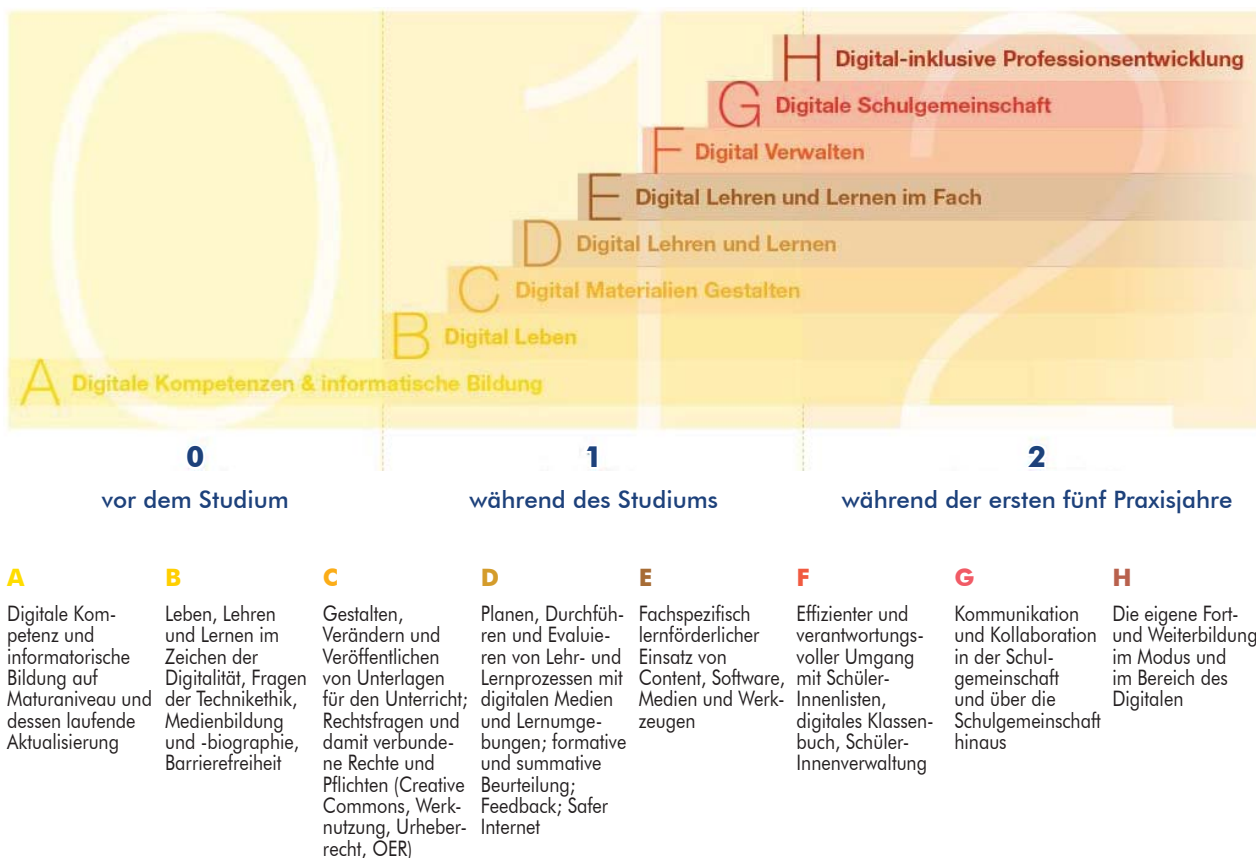 H Digital-inklusive Professionsentwicklung
G Digitale Schulgemeinschaft
F Digital Verwalten
E Digital Lehren und Lernen im Fach
D Digital Lehren und Lernen
C Digital Materialien Gestalten
B Digital Leben
A Digitale Kompetenzen & informatische Bildung
0 1 2
0
vor dem Studium
1
während des Studiums
2
während der ersten fünf Praxisjahre
A
Digitale Kom-
petenz und
informatorische
Bildung auf
Maturaniveau und
dessen laufende
Aktualisierung
B
Leben, Lehren
und Lernen im
Zeichen der
Digitalität, Fragen
der Technikethik,
Medienbildung
und -biographie,
Barrierefreiheit
C
Gestalten,
Verändern und
Veröffentlichen
von Unterlagen
für den Unterricht;
Rechtsfragen und
damit verbunde-
ne Rechte und
Pflichten (Creative
Commons, Werk-
nutzung, Urheber-
recht, OER)
D
Planen, Durchfüh-
ren und Evaluie-
ren von Lehr- und
Lernprozessen mit
digitalen Medien
und Lernumge-
bungen; formative
und summative
Beurteilung;
Feedback; Safer
Internet
E
Fachspezifisch
lernförderlicher
Einsatz von
Content, Software,
Medien und Werk-
zeugen
F
Effizienter und
verantwortungs-
voller Umgang
mit Schüler-
Innenlisten,
digitales Klassen-
buch, Schüler-
Innenverwaltung
G
Kommunikation
und Kollaboration
in der Schul-
gemeinschaft
und über die
Schulgemeinschaft
hinaus
H
Die eigene Fort-
und Weiterbildung
im Modus und
im Bereich des
Digitalen